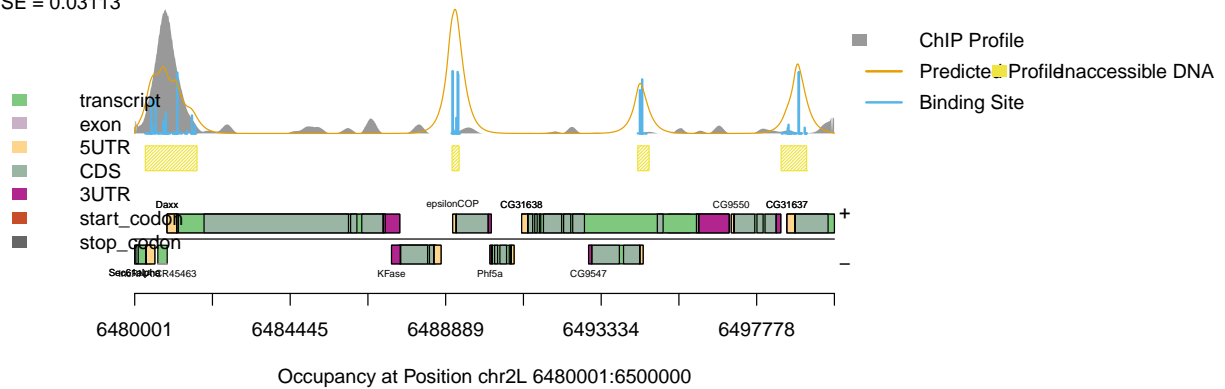 SE = 0.03113
ChIP Profile
Predicted Profile
Inaccessible DNA
Binding Site
transcript
exon
5UTR
CDS
3UTR
start_codon
stop_codon
Daxx
epsilonCOP
CG31638
CG9550
CG31637
+
CR45463
KFase
Phf5a
CG9547
–
6480001
6484445
6488889
6493334
6497778
Occupancy at Position chr2L 6480001:6500000